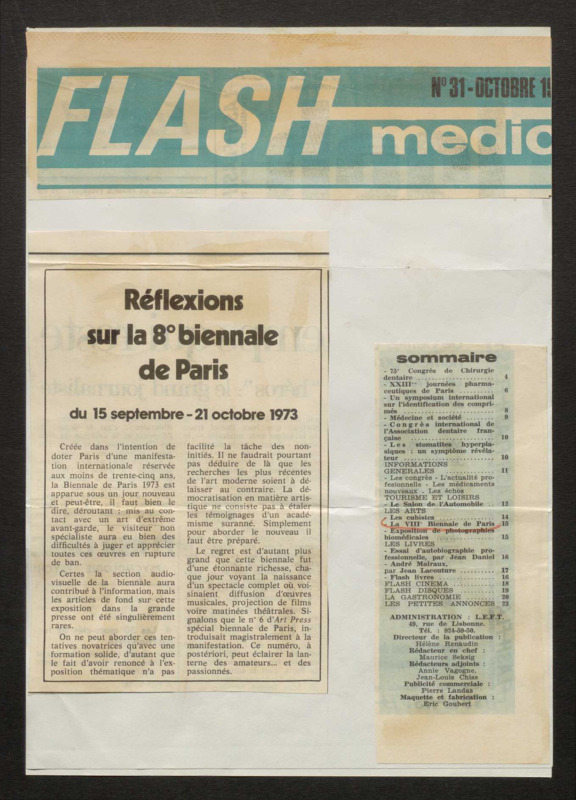 N° 31 - OCTOBRE 19
FLASH
medic
Réflexions
sur la 8e biennale
de Paris
du 15 septembre - 21 octobre 1973
Créée dans l'intention de
doter Paris d'une manifesta-
tion internationale réservée
aux moins de trente-cinq ans,
la Biennale de Paris 1973 est
apparue sous un jour nouveau
et peut-être, il faut bien le
dire, déroutant : mis au con-
tact avec un art d'extrême
avant-garde, le visiteur non
spécialiste aura eu bien des
difficultés à juger et apprécier
toutes ces œuvres en rupture
de ban.
Certes la section audio-
visuelle de la biennale aura
contribué à l'information, mais
les articles de fond sur cette
exposition dans la grande
presse ont été singulièrement
rares.
On ne peut aborder ces ten-
tatives novatrices qu'avec une
formation solide, d'autant que
le fait d'avoir renoncé à l'ex-
position thématique n'a pas
facilité la tâche des non-
initiés. Il ne faudrait pourtant
pas déduire de là que les
recherches les plus récentes
de l'art moderne soient à dé-
laisser au contraire. La dé-
mocratisation en matière artis-
tique ne consiste pas à étaler
les témoignages d'un acadé-
misme suranné. Simplement
pour aborder le nouveau il
faut être préparé.
Le regret est d'autant plus
grand que cette biennale fut
d'une étonnante richesse, cha-
que jour voyant la naissance
d'un spectacle complet où voi-
sinaient diffusion d'œuvres
musicales, projection de films
voire matinées théâtrales. Si-
gnalons que le n° 6 d'Art Press
spécial biennale de Paris, in-
troduisait magistralement à la
manifestation. Ce numéro, à
postériori, peut éclairer la lan-
terne des amateurs... et des
passionnés.
sommaire
- 75e Congrès de Chirurgie
dentaire 4
- XXIIIes journées pharma-
ceutiques de Paris 6
- Un symposium international
sur l'identification des compri-
més 8
- Médecine et société 9
- Congrès international de
l'Association dentaire fran-
çaise 10
- Les stomatites hyperpla-
siques : un symptôme révéla-
teur 10
INFORMATIONS
GENERALES 11
- Les congrès - L'actualité pro-
fessionnelle - Les médicaments
nouveaux - Les échos
TOURISME ET LOISIRS
- Le Salon de l'Automobile 12
LES ARTS
- Les cubistes 14
- La VIIIe Biennale de Paris 15
- Exposition de photographies
biomédicales 15
LES LIVRES
- Essai d'autobiographie pro-
fessionnelle, par Jean Daniel 16
- André Malraux,
par Jean Lacouture 17
- Flash livres 16
FLASH CINEMA 18
FLASH DISQUES 19
LA GASTRONOMIE 20
LES PETITES ANNONCES 23
ADMINISTRATION : L.E.F.T.
49, rue de Lisbonne.
Tél. : 924-59-50.
Directeur de la publication :
Hélène Renaudin
Rédacteur en chef :
Maurice Seksig
Rédacteurs adjoints :
Annie Vagogne,
Jean-Louis Chiss
Publicité commerciale :
Pierre Landas
Maquette et fabrication :
Eric Goubert